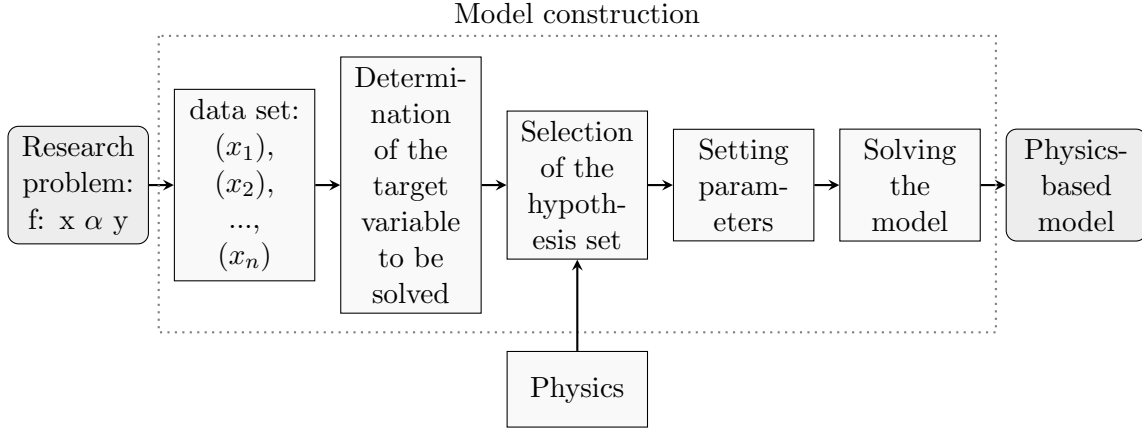 Model construction
Research
problem:
f: x α y
data set:
(x₁),
(x₂),
...,
(xₙ)
Determi-
nation
of the
target
variable
to be
solved
Selection
of the
hypoth-
esis set
Setting
param-
eters
Solving
the
model
Physics-
based
model
Physics